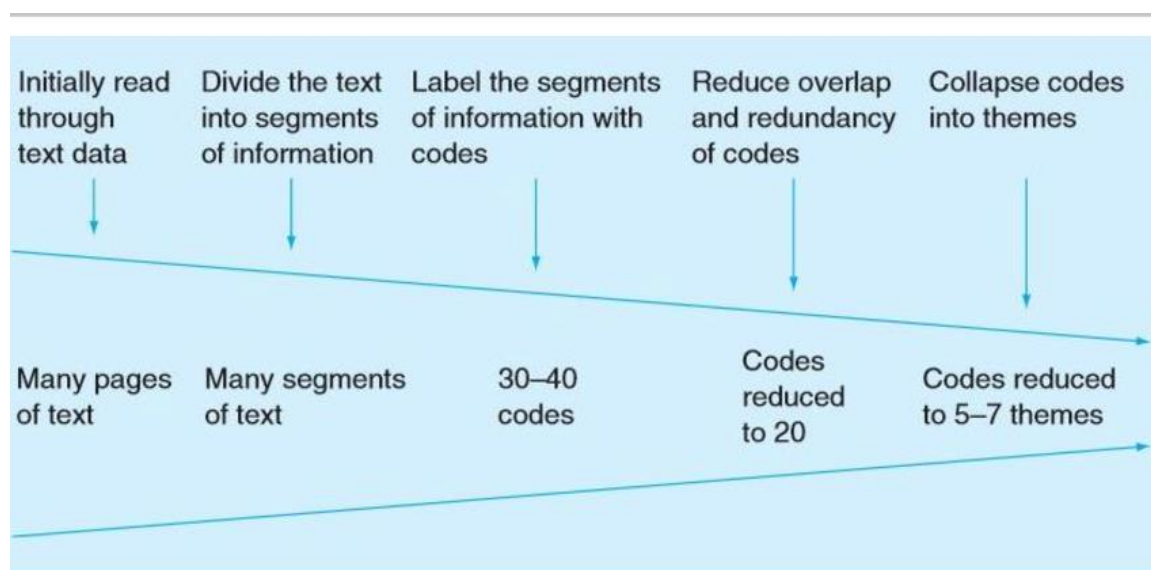 Initially read
through
text data
Divide the text
into segments
of information
Label the segments
of information with
codes
Reduce overlap
and redundancy
of codes
Collapse codes
into themes
Many pages
of text
Many segments
of text
30–40
codes
Codes
reduced
to 20
Codes reduced
to 5–7 themes